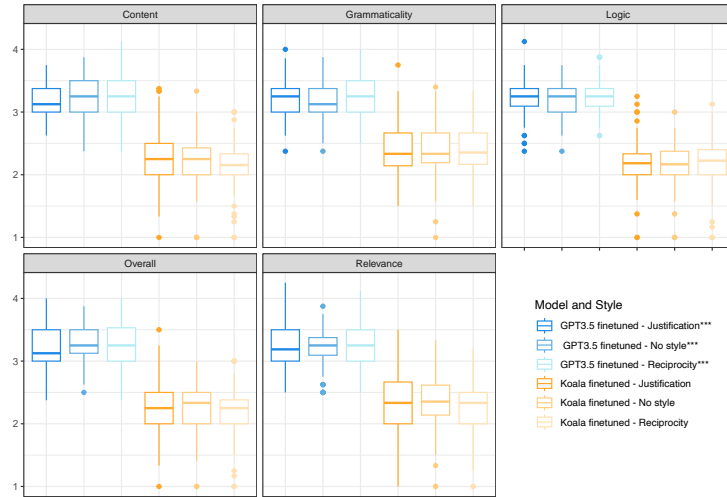 Content
Grammaticality
Logic
4
3
2
1
Overall
Relevance
4
3
2
1
Model and Style
GPT3.5 finetuned - Justification***
GPT3.5 finetuned - No style***
GPT3.5 finetuned - Reciprocity***
Koala finetuned - Justification
Koala finetuned - No style
Koala finetuned - Reciprocity